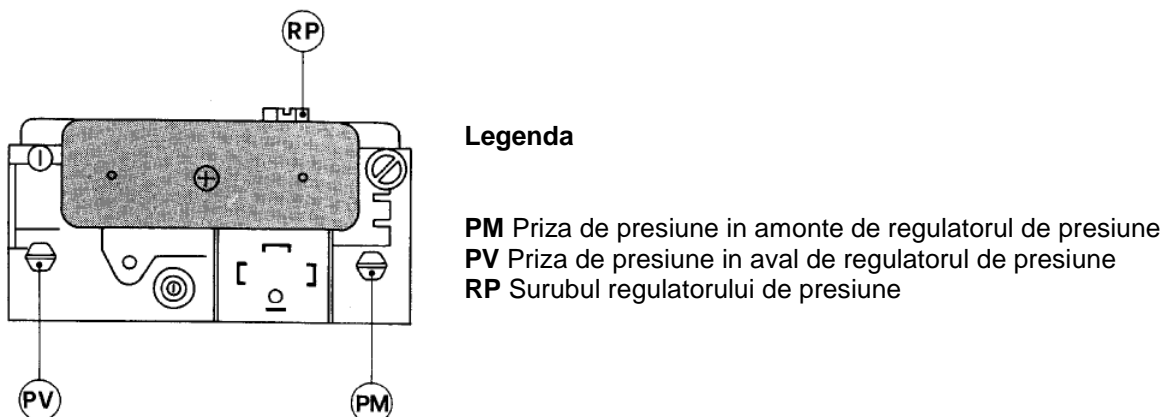 RP
Legenda
PM Priza de presiune in amonte de regulatorul de presiune
PV Priza de presiune in aval de regulatorul de presiune
RP Surubul regulatorului de presiune
PV
PM